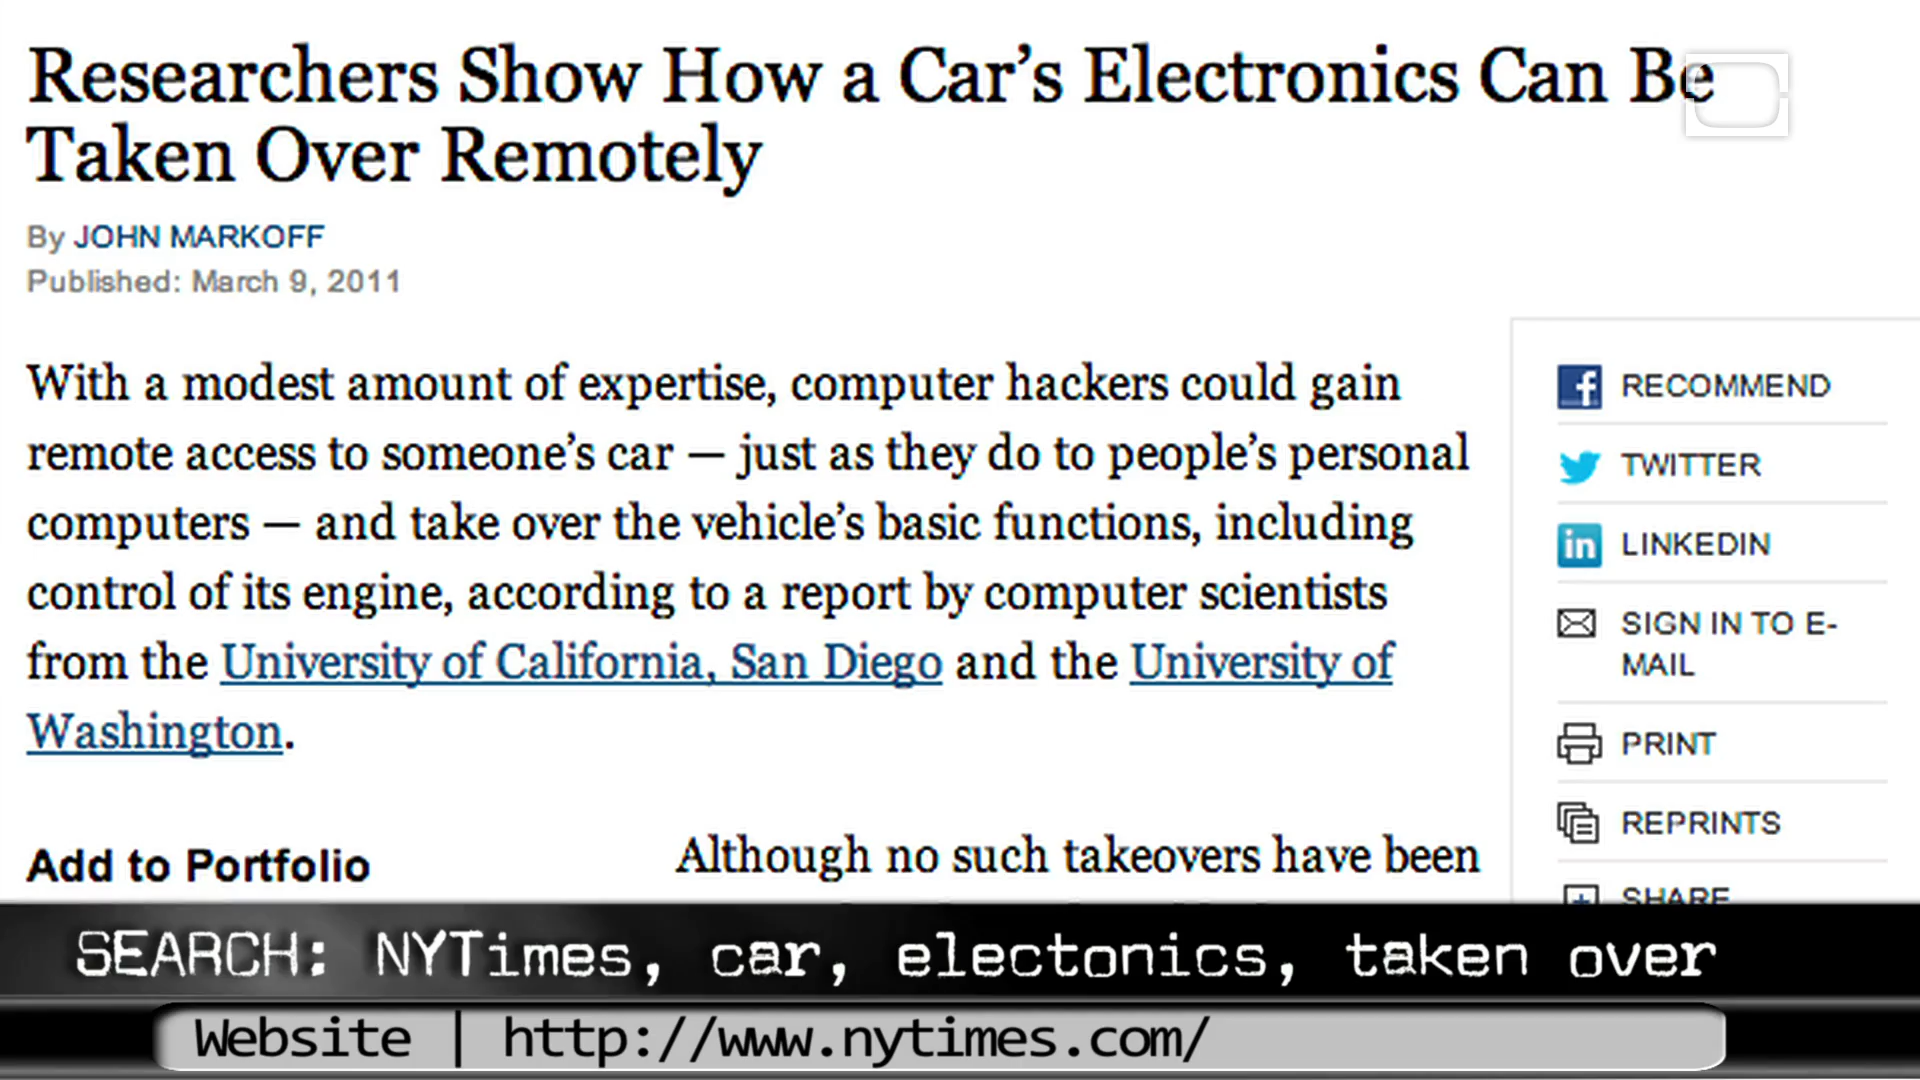 Researchers Show How a Car's Electronics Can Be
Taken Over Remotely
By JOHN MARKOFF
Published: March 9, 2011
With a modest amount of expertise, computer hackers could gain
remote access to someone's car — just as they do to people's personal
computers — and take over the vehicle's basic functions, including
control of its engine, according to a report by computer scientists
from the University of California, San Diego and the University of
Washington.
Add to Portfolio
Although no such takeovers have been
RECOMMEND
TWITTER
LINKEDIN
SIGN IN TO E-
MAIL
PRINT
REPRINTS
SHARE
SEARCH: NYTimes, car, electonics, taken over
Website | http://www.nytimes.com/